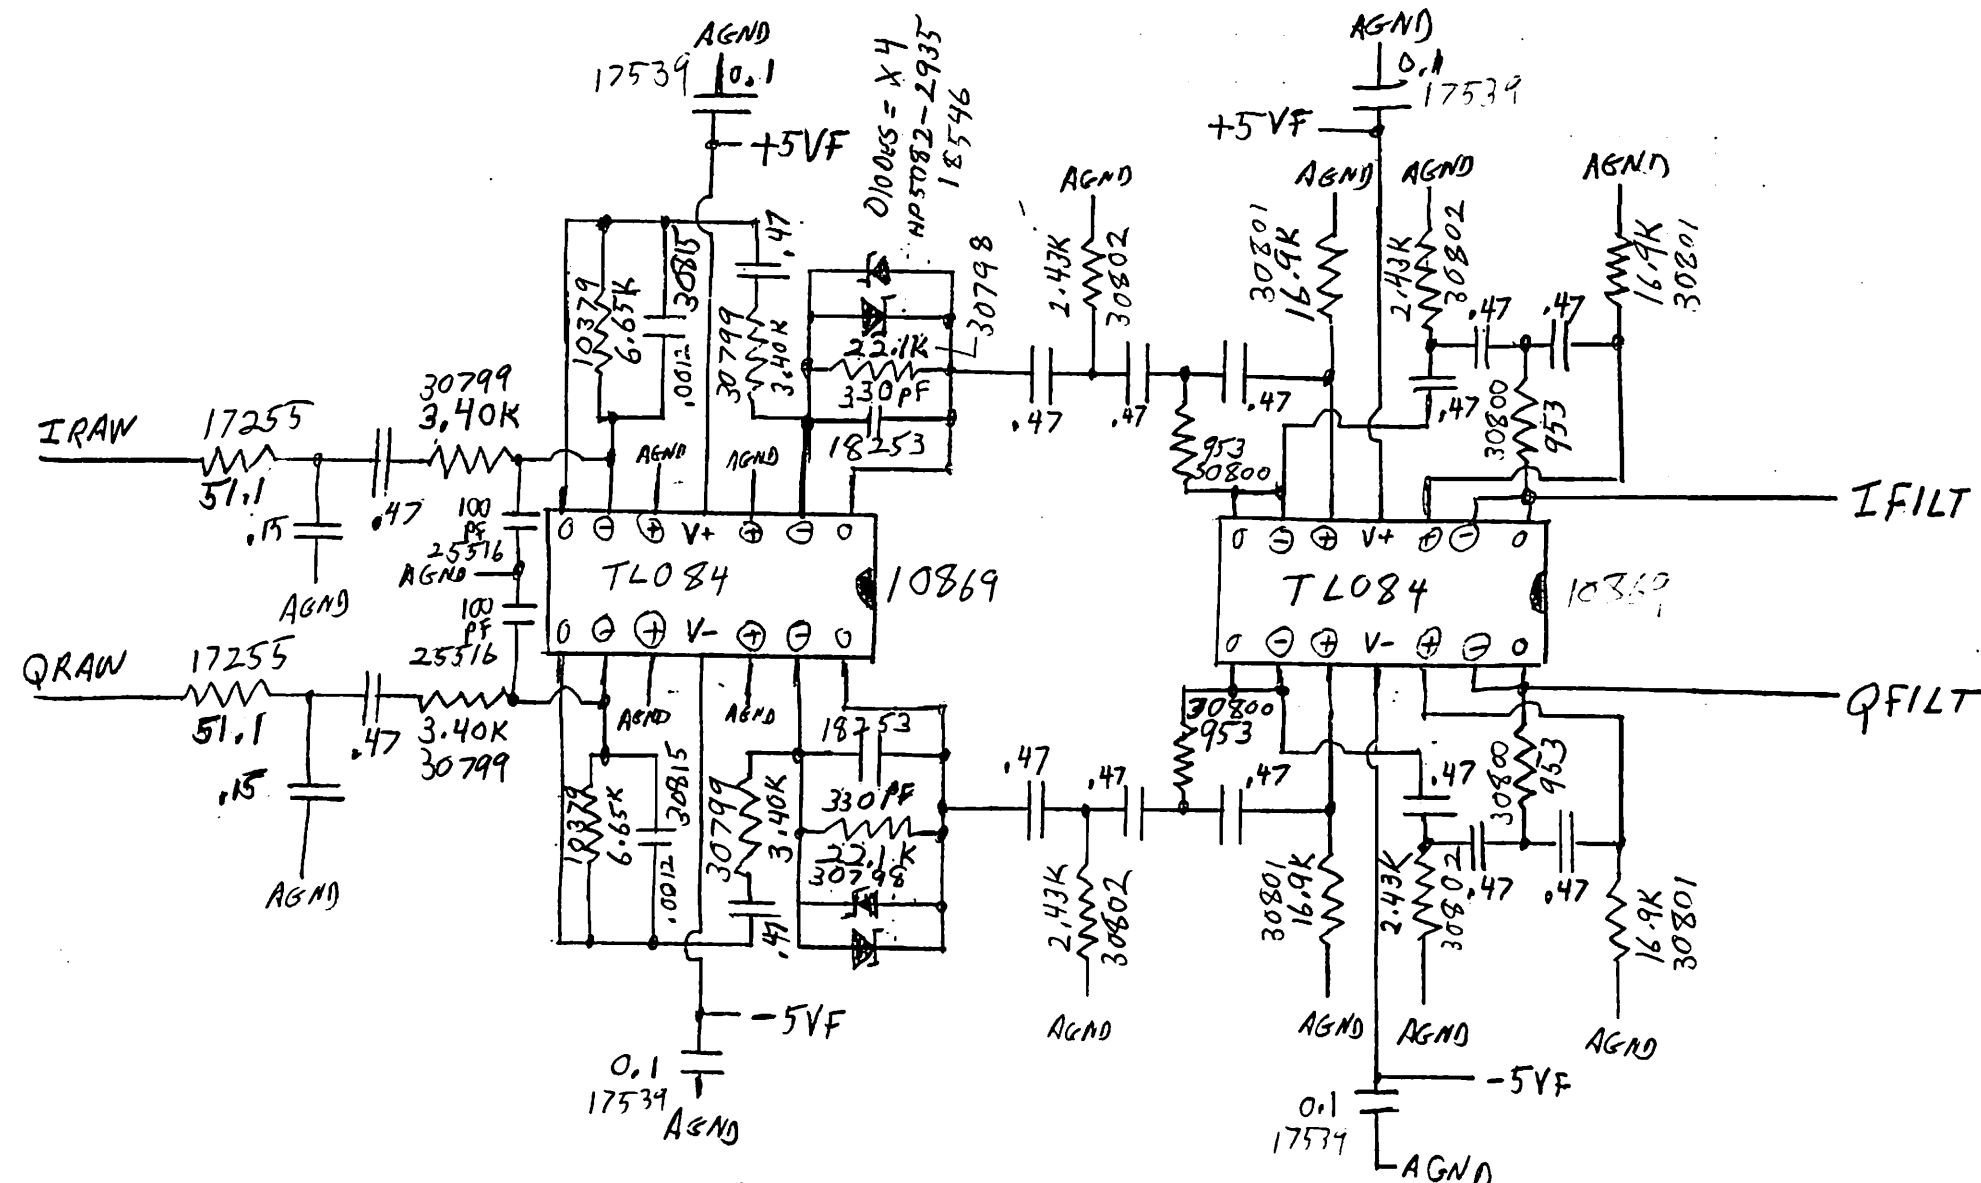 AGND
17539
0.1
+5VF
DIODES = X4
HP5082-2935
18546
AGND
0.1
17539
+5VF
AGND
2.43K
30802
AGND
30801
16.9K
AGND
2.43K
30802
AGND
16.9K
30801
10379
6.65K
30815
.0012
.47
30799
3.40K
22.1K
30798
330 pF
18253
.47
.47
.47
953
30800
.47
.47
.47
30800
953
IRAW
17255
51.1
.15
AGND
.47
30799
3.40K
100
PF
25516
AGND
100
PF
25516
AGND
AGND
O - + V+ + - O
TL084
10869
O - + V- + - O
O - + V+ + - O
TL084
10869
O - + V- + - O
IFILT
QFILT
QRAW
17255
51.1
.15
AGND
.47
3.40K
30799
AGND
AGND
10379
6.65K
30815
.0012
30799
3.40K
.47
18253
330 PF
22.1K
30798
.47
2.43K
30802
AGND
.47
30800
953
.47
30801
16.9K
AGND
.47
2.43K
30802
AGND
.47
30800
953
.47
16.9K
30801
AGND
-5VF
0.1
17539
AGND
-5VF
0.1
17539
AGND